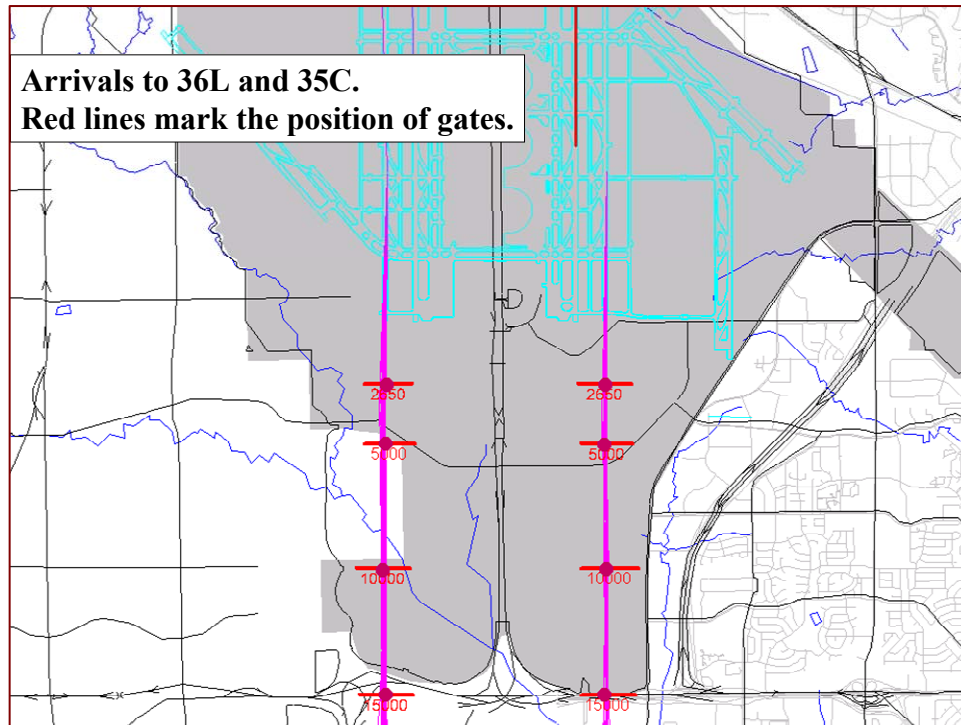 Arrivals to 36L and 35C.
Red lines mark the position of gates.
2650 2650
5000 5000
10000 10000
15000 15000